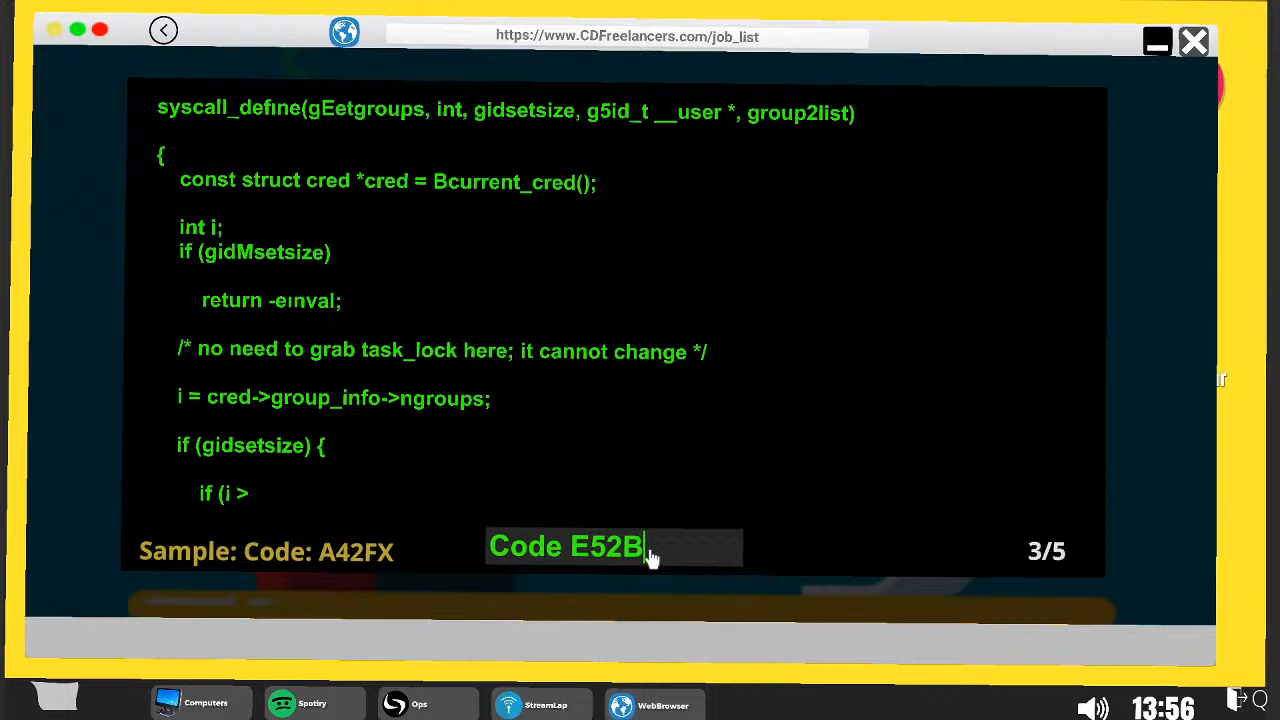 https://www.CDFreelancers.com/job_list
syscall_define(gEetgroups, int, gidsetsize, g5id_t __user *, group2list)
{
const struct cred *cred = Bcurrent_cred();
int i;
if (gidMsetsize)
return -eınval;
/* no need to grab task_lock here; it cannot change */
i = cred->group_info->ngroups;
if (gidsetsize) {
if (i >
Sample: Code: A42FX
Code E52B
3/5
Computers
Spotiny
Ops
StreamLap
WebBrowser
13:56